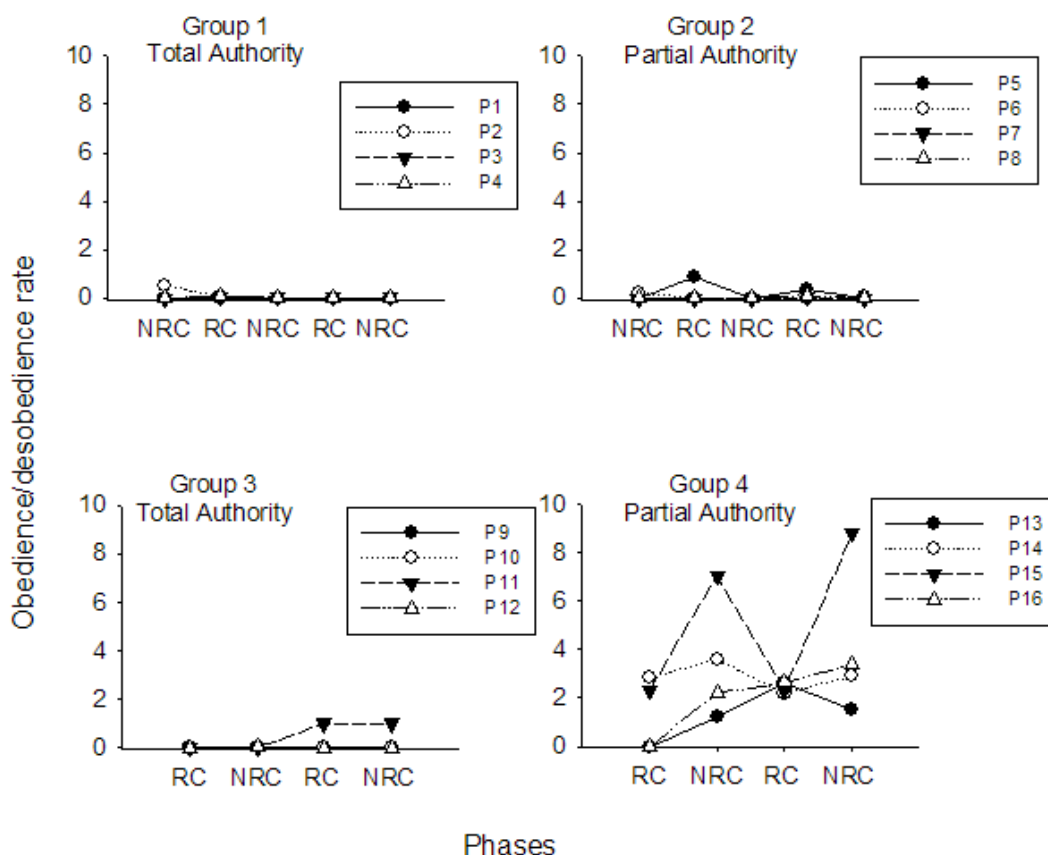 Group 1
Total Authority
10
8
6
4
2
0
P1
P2
P3
P4
NRC RC NRC RC NRC
Group 2
Partial Authority
10
8
6
4
2
0
P5
P6
P7
P8
NRC RC NRC RC NRC
Obedience/desobedience rate
Group 3
Total Authority
10
8
6
4
2
0
P9
P10
P11
P12
RC NRC RC NRC
Goup 4
Partial Authority
10
8
6
4
2
0
P13
P14
P15
P16
RC NRC RC NRC
Phases